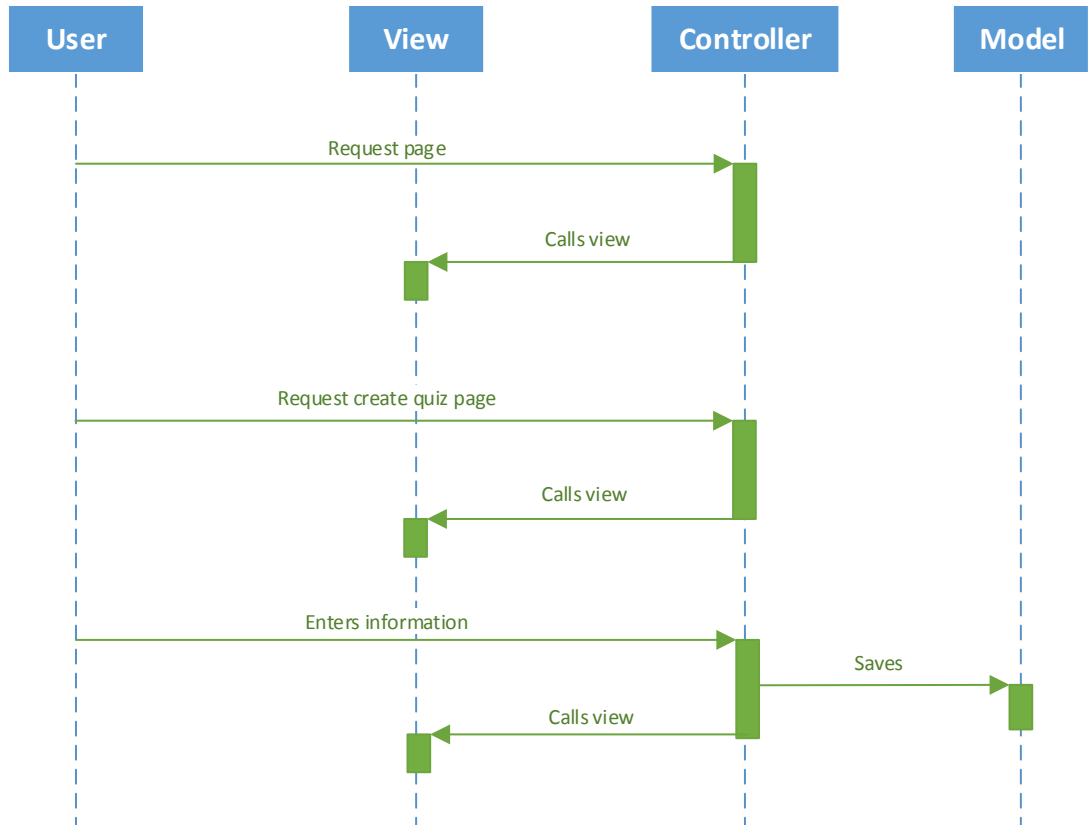 User
View
Controller
Model
Request page
Calls view
Request create quiz page
Calls view
Enters information
Saves
Calls view